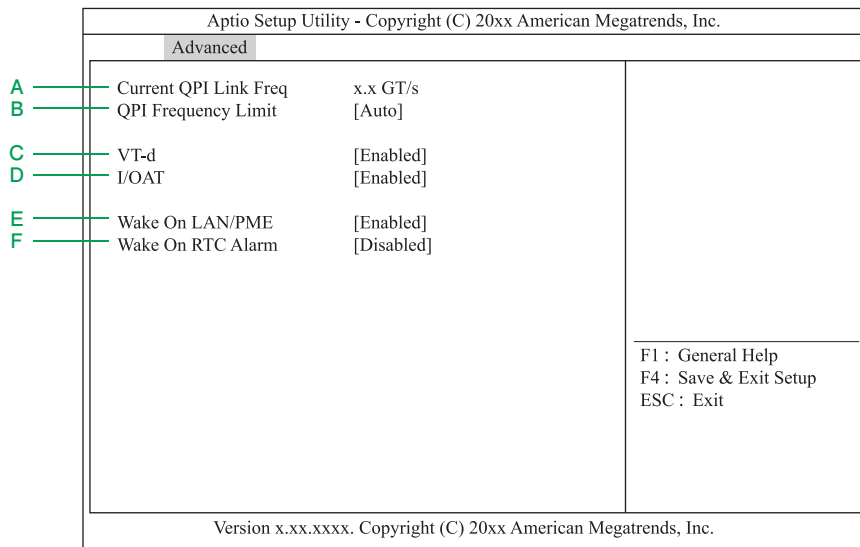 Aptio Setup Utility - Copyright (C) 20xx American Megatrends, Inc.
Advanced
A Current QPI Link Freq x.x GT/s
B QPI Frequency Limit [Auto]
C VT-d [Enabled]
D I/OAT [Enabled]
E Wake On LAN/PME [Enabled]
F Wake On RTC Alarm [Disabled]
F1 : General Help
F4 : Save & Exit Setup
ESC : Exit
Version x.xx.xxxx. Copyright (C) 20xx American Megatrends, Inc.